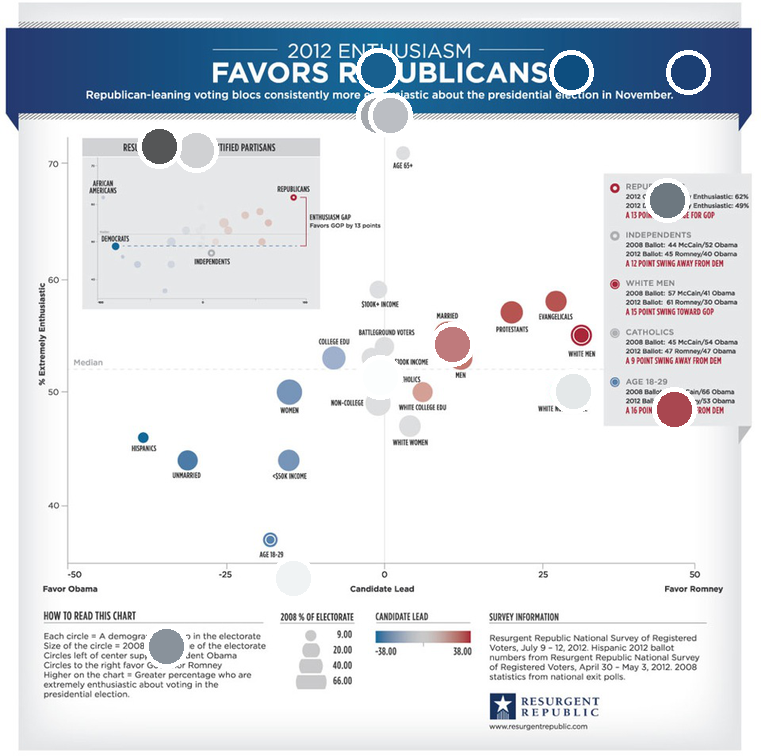 2012 ENTHUSIASM
FAVORS REPUBLICANS
Republican-leaning voting blocs consistently more enthusiastic about the presidential election in November.
% Extremely Enthusiastic
70
60
50
40
Median
-50
-25
0
25
50
Favor Obama
Candidate Lead
Favor Romney
AFRICAN
AMERICANS
REPUBLICANS
DEMOCRATS
INDEPENDENTS
ENTHUSIASM GAP
Favors GOP by 13 points
AGE 65+
$100K+ INCOME
BATTLEGROUND VOTERS
MARRIED
PROTESTANTS
EVANGELICALS
WHITE MEN
COLLEGE EDU
INCOME
MEN
WOMEN
NON-COLLEGE
WHITE COLLEGE EDU
WHITE
WHITE WOMEN
HISPANICS
UNMARRIED
<$50K INCOME
AGE 18-29
2012 Enthusiastic: 62%
2012 Enthusiastic: 49%
A 13 FOR GOP
INDEPENDENTS
2008 Ballot: 44 McCain/52 Obama
2012 Ballot: 45 Romney/40 Obama
A 12 POINT SWING AWAY FROM DEM
WHITE MEN
2008 Ballot: 57 McCain/41 Obama
2012 Ballot: 61 Romney/30 Obama
A 15 POINT SWING TOWARD GOP
CATHOLICS
2008 Ballot: 45 McCain/54 Obama
2012 Ballot: 47 Romney/47 Obama
A 9 POINT SWING AWAY FROM DEM
AGE 18-29
2008 Obama
2012 Obama
A 16 POINT FROM DEM
HOW TO READ THIS CHART
Each circle = A in the electorate
Size of the circle = 2008 of the electorate
Circles left of center Obama
Circles to the right favor Romney
Higher on the chart = Greater percentage who are
extremely enthusiastic about voting in the
presidential election.
2008 % OF ELECTORATE
9.00
20.00
40.00
66.00
CANDIDATE LEAD
-38.00
38.00
SURVEY INFORMATION
Resurgent Republic National Survey of Registered
Voters, July 9 – 12, 2012. Hispanic 2012 ballot
numbers from Resurgent Republic National Survey
of Registered Voters, April 30 – May 3, 2012. 2008
statistics from national exit polls.
RESURGENT
REPUBLIC
www.resurgentrepublic.com